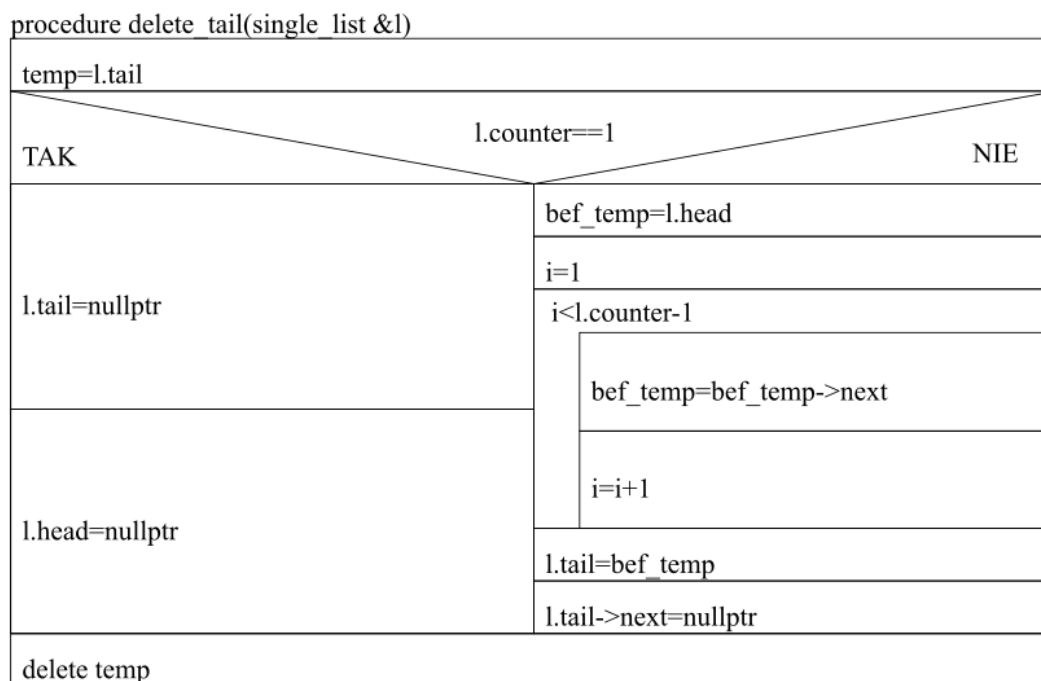 procedure delete_tail(single_list &l)
temp=l.tail
l.counter==1
TAK
NIE
l.tail=nullptr
l.head=nullptr
bef_temp=l.head
i=1
i<l.counter-1
bef_temp=bef_temp->next
i=i+1
l.tail=bef_temp
l.tail->next=nullptr
delete temp